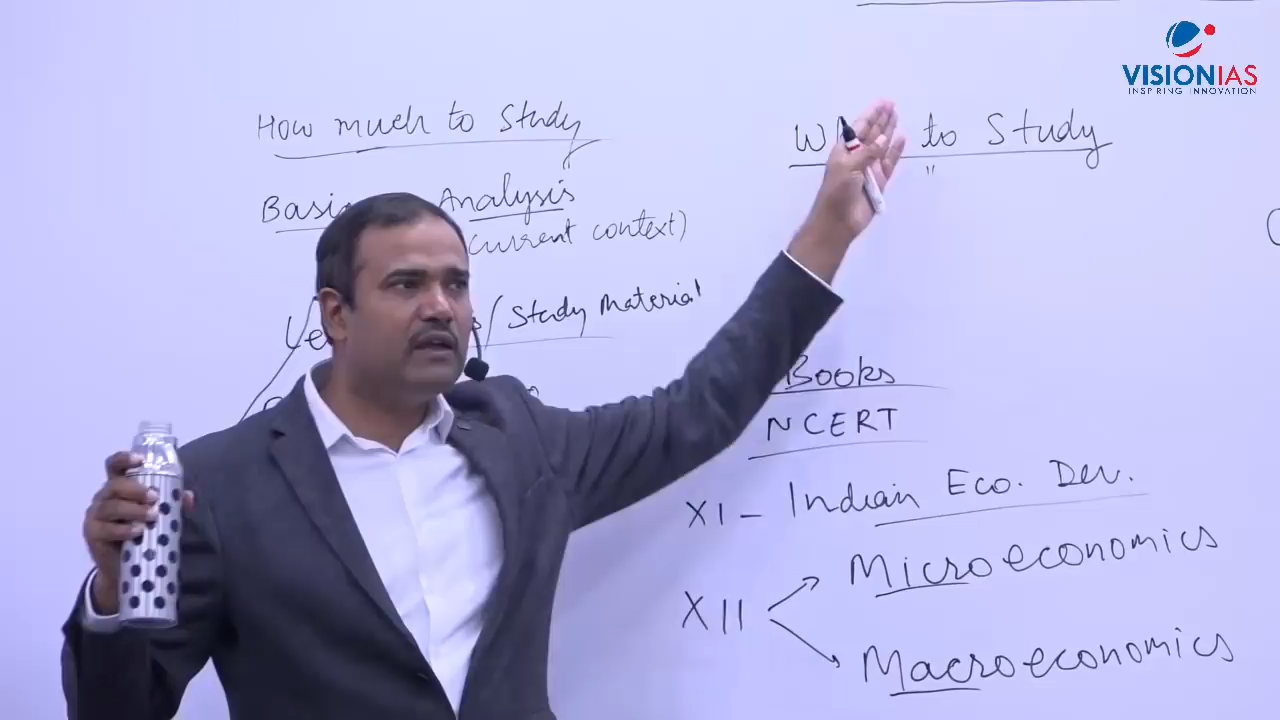 VISIONIAS
INSPIRING INNOVATION
How much to Study
Analysis
current context)
/ Study Material
to Study
"
Books
NCERT
XI - Indian Eco. Dev.
XII
Microeconomics
Macroeconomics